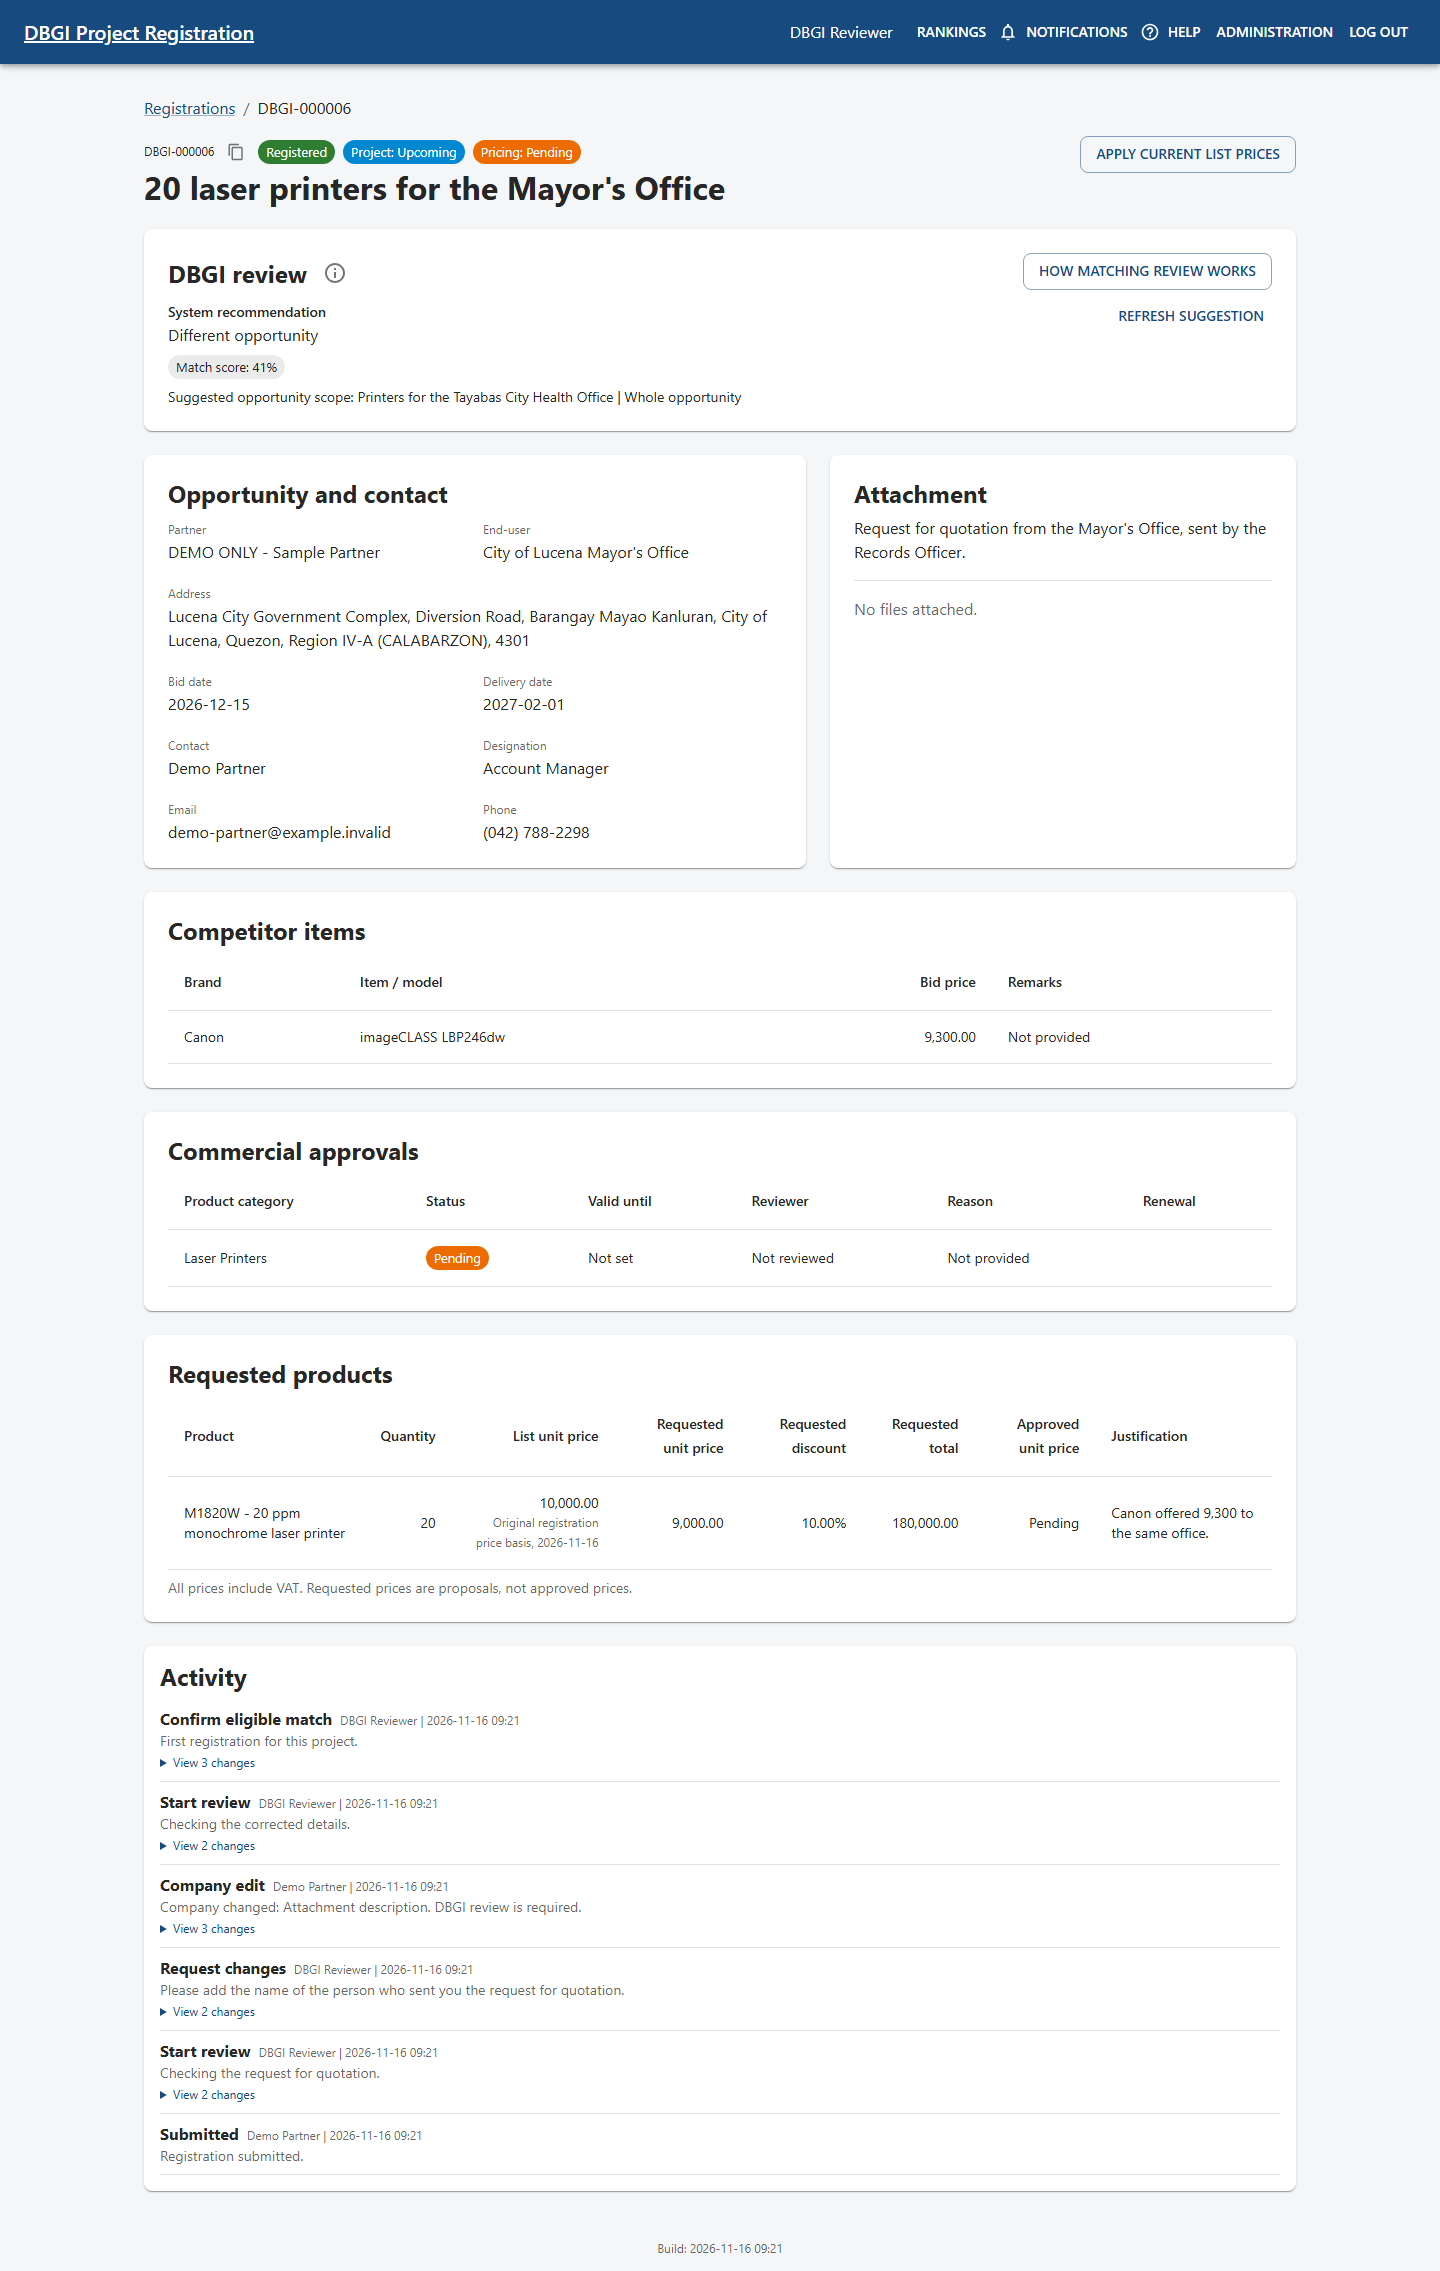 DBGI Project Registration
DBGI Reviewer
RANKINGS
NOTIFICATIONS
HELP
ADMINISTRATION
LOG OUT
Registrations / DBGI-000006
DBGI-000006
Registered
Project: Upcoming
Pricing: Pending
APPLY CURRENT LIST PRICES
20 laser printers for the Mayor's Office
DBGI review
HOW MATCHING REVIEW WORKS
System recommendation
REFRESH SUGGESTION
Different opportunity
Match score: 41%
Suggested opportunity scope: Printers for the Tayabas City Health Office | Whole opportunity
Opportunity and contact
Partner
End-user
DEMO ONLY - Sample Partner
City of Lucena Mayor's Office
Address
Lucena City Government Complex, Diversion Road, Barangay Mayao Kanluran, City of
Lucena, Quezon, Region IV-A (CALABARZON), 4301
Bid date
Delivery date
2026-12-15
2027-02-01
Contact
Designation
Demo Partner
Account Manager
Email
Phone
demo-partner@example.invalid
(042) 788-2298
Attachment
Request for quotation from the Mayor's Office, sent by the
Records Officer.
No files attached.
Competitor items
Brand
Item / model
Bid price
Remarks
Canon
imageCLASS LBP246dw
9,300.00
Not provided
Commercial approvals
Product category
Status
Valid until
Reviewer
Reason
Renewal
Laser Printers
Pending
Not set
Not reviewed
Not provided
Requested products
Product
Quantity
List unit price
Requested
unit price
Requested
discount
Requested
total
Approved
unit price
Justification
M1820W - 20 ppm
monochrome laser printer
20
10,000.00
Original registration
price basis, 2026-11-16
9,000.00
10.00%
180,000.00
Pending
Canon offered 9,300 to
the same office.
All prices include VAT. Requested prices are proposals, not approved prices.
Activity
Confirm eligible match DBGI Reviewer | 2026-11-16 09:21
First registration for this project.
View 3 changes
Start review DBGI Reviewer | 2026-11-16 09:21
Checking the corrected details.
View 2 changes
Company edit Demo Partner | 2026-11-16 09:21
Company changed: Attachment description. DBGI review is required.
View 3 changes
Request changes DBGI Reviewer | 2026-11-16 09:21
Please add the name of the person who sent you the request for quotation.
View 2 changes
Start review DBGI Reviewer | 2026-11-16 09:21
Checking the request for quotation.
View 2 changes
Submitted Demo Partner | 2026-11-16 09:21
Registration submitted.
Build: 2026-11-16 09:21